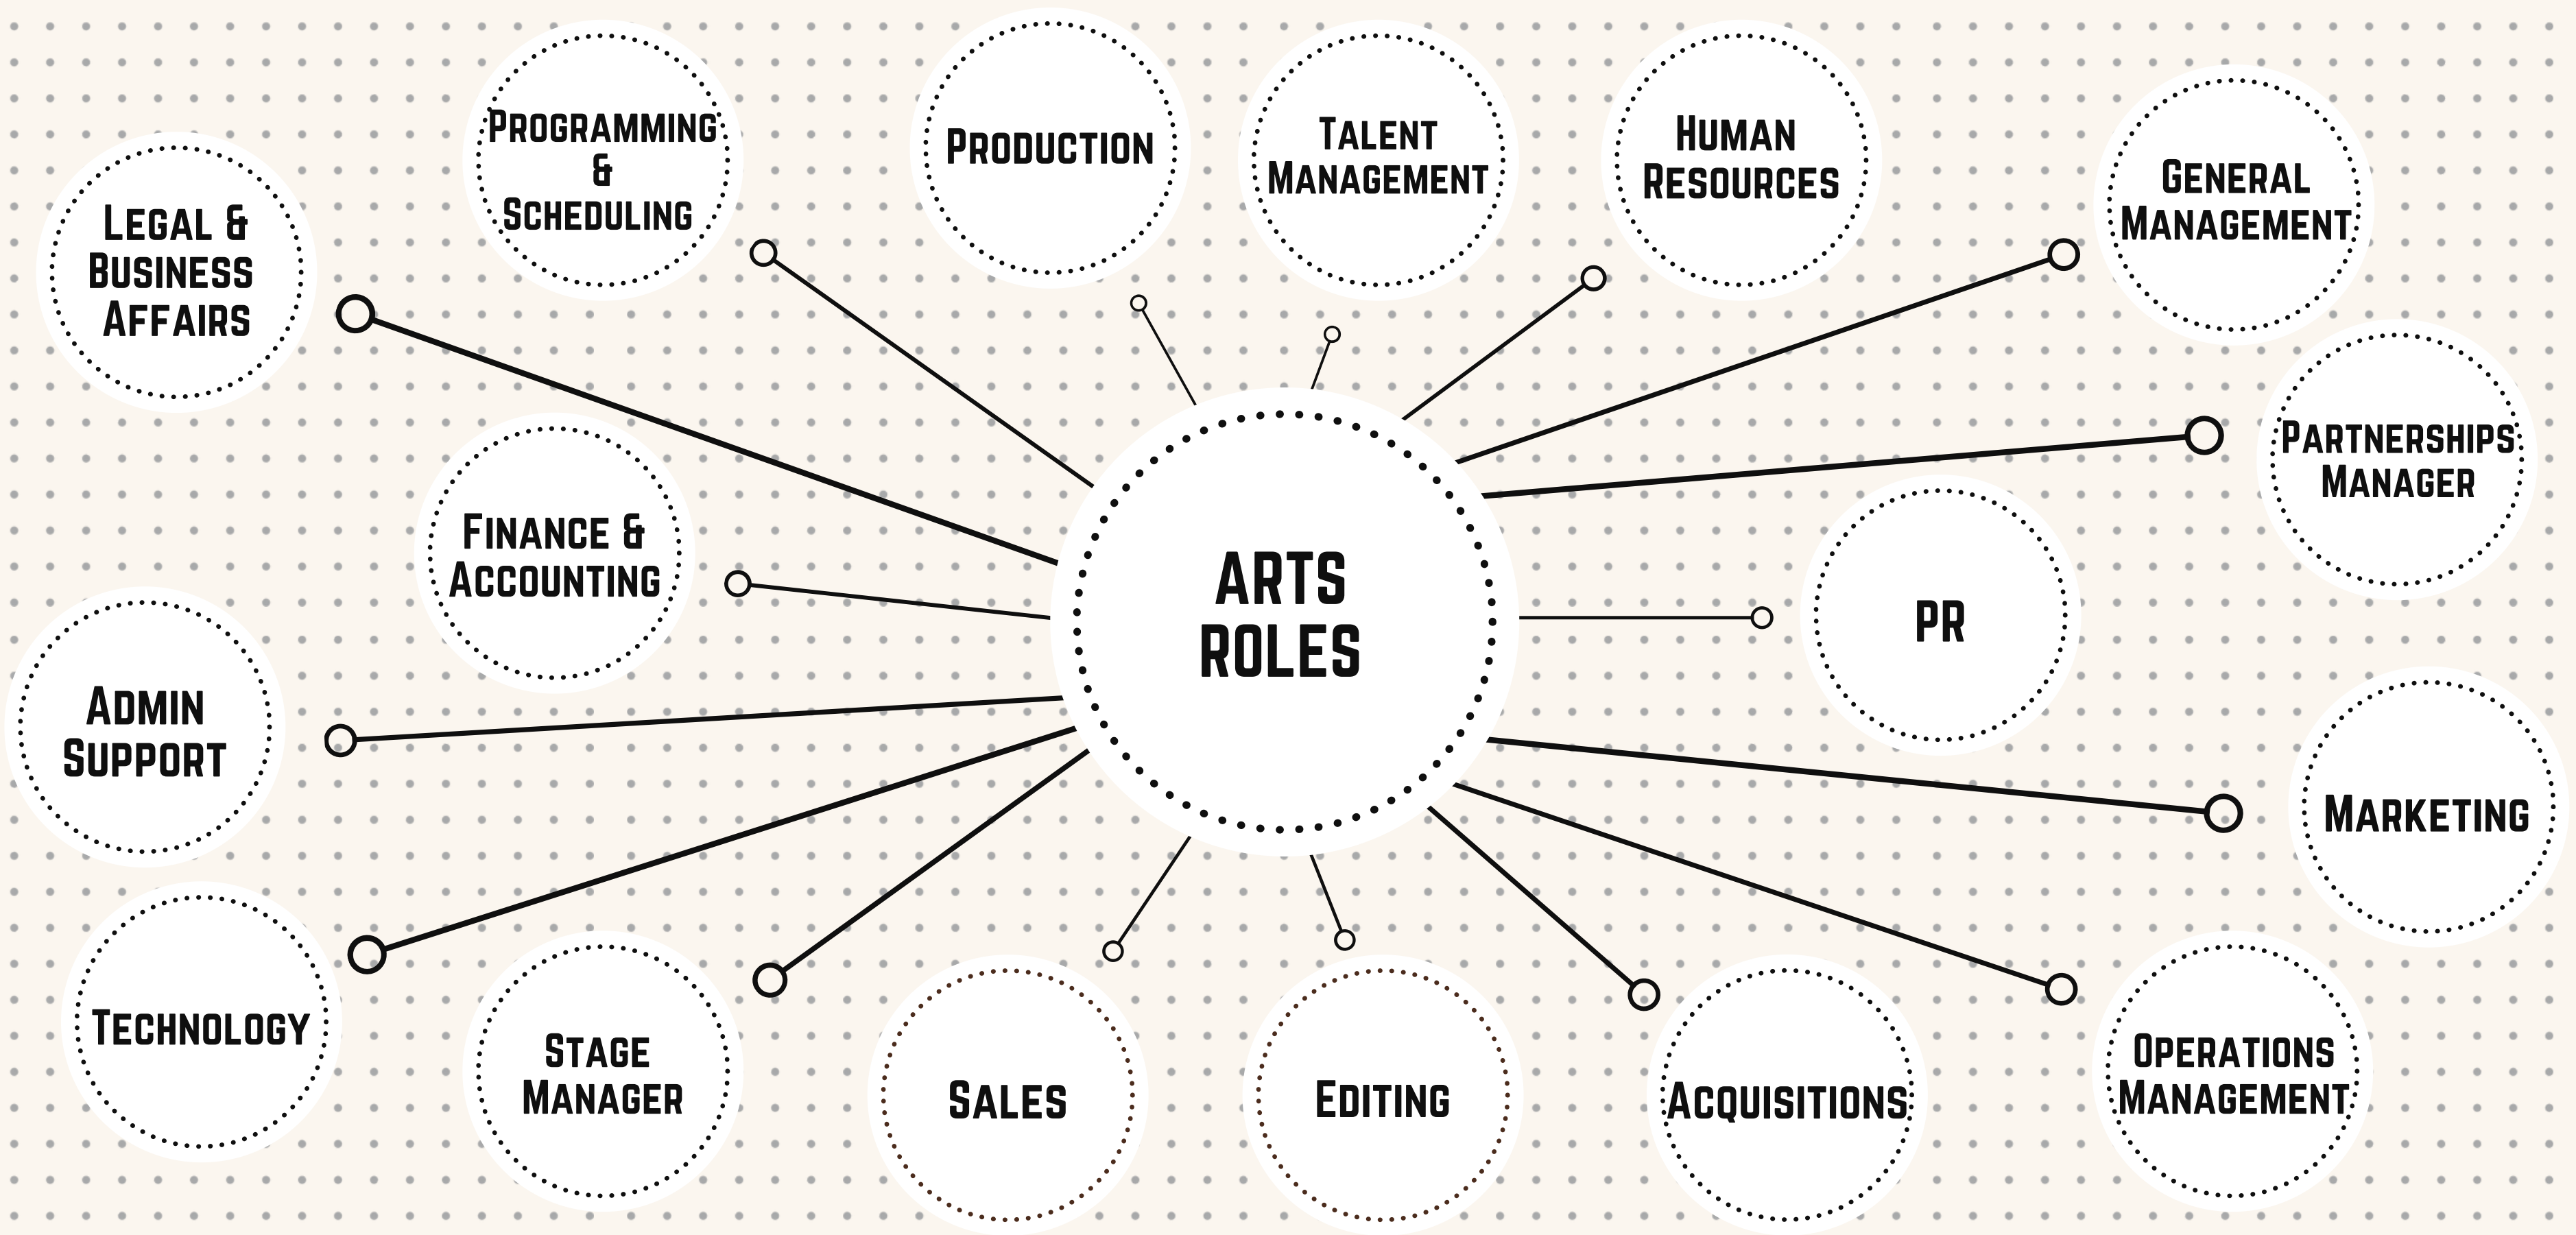 Programming
&
Scheduling
Production
Talent
Management
Human
Resources
General
Management
Legal &
Business
Affairs
Partnerships
Manager
Finance &
Accounting
ARTS
ROLES
PR
Admin
Support
Marketing
Technology
Stage
Manager
Sales
Editing
Acquisitions
Operations
Management